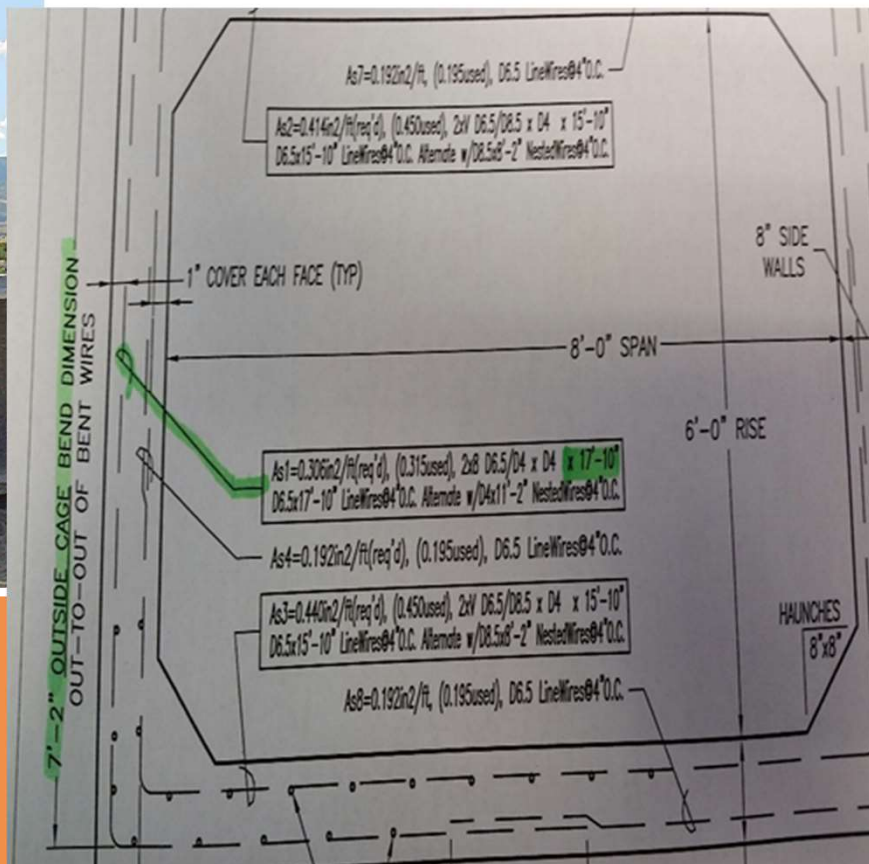 As7=0.192in2/ft, (0.195used), D6.5 LineWires@4"O.C.
As2=0.414in2/ft(req'd), (0.450used), 2xV D6.5/D8.5 x D4 x 15'-10"
D6.5x15'-10" LineWires@4"O.C. Alternate w/D8.5x8'-2" NestedWires@4"O.C.
8" SIDE
WALLS
1" COVER EACH FACE (TYP)
7'-2" OUTSIDE CAGE BEND DIMENSION
OUT-TO-OUT OF BENT WIRES
8'-0" SPAN
6'-0" RISE
As1=0.306in2/ft(req'd), (0.315used), 2x8 D6.5/D4 x D4 x 17'-10"
D6.5x17'-10" LineWires@4"O.C. Alternate w/D4x11'-2" NestedWires@4"O.C.
As4=0.192in2/ft(req'd), (0.195used), D6.5 LineWires@4"O.C.
As3=0.440in2/ft(req'd), (0.450used), 2xV D6.5/D8.5 x D4 x 15'-10"
D6.5x15'-10" LineWires@4"O.C. Alternate w/D8.5x8'-2" NestedWires@4"O.C.
HAUNCHES
8"x8"
As8=0.192in2/ft, (0.195used), D6.5 LineWires@4"O.C.